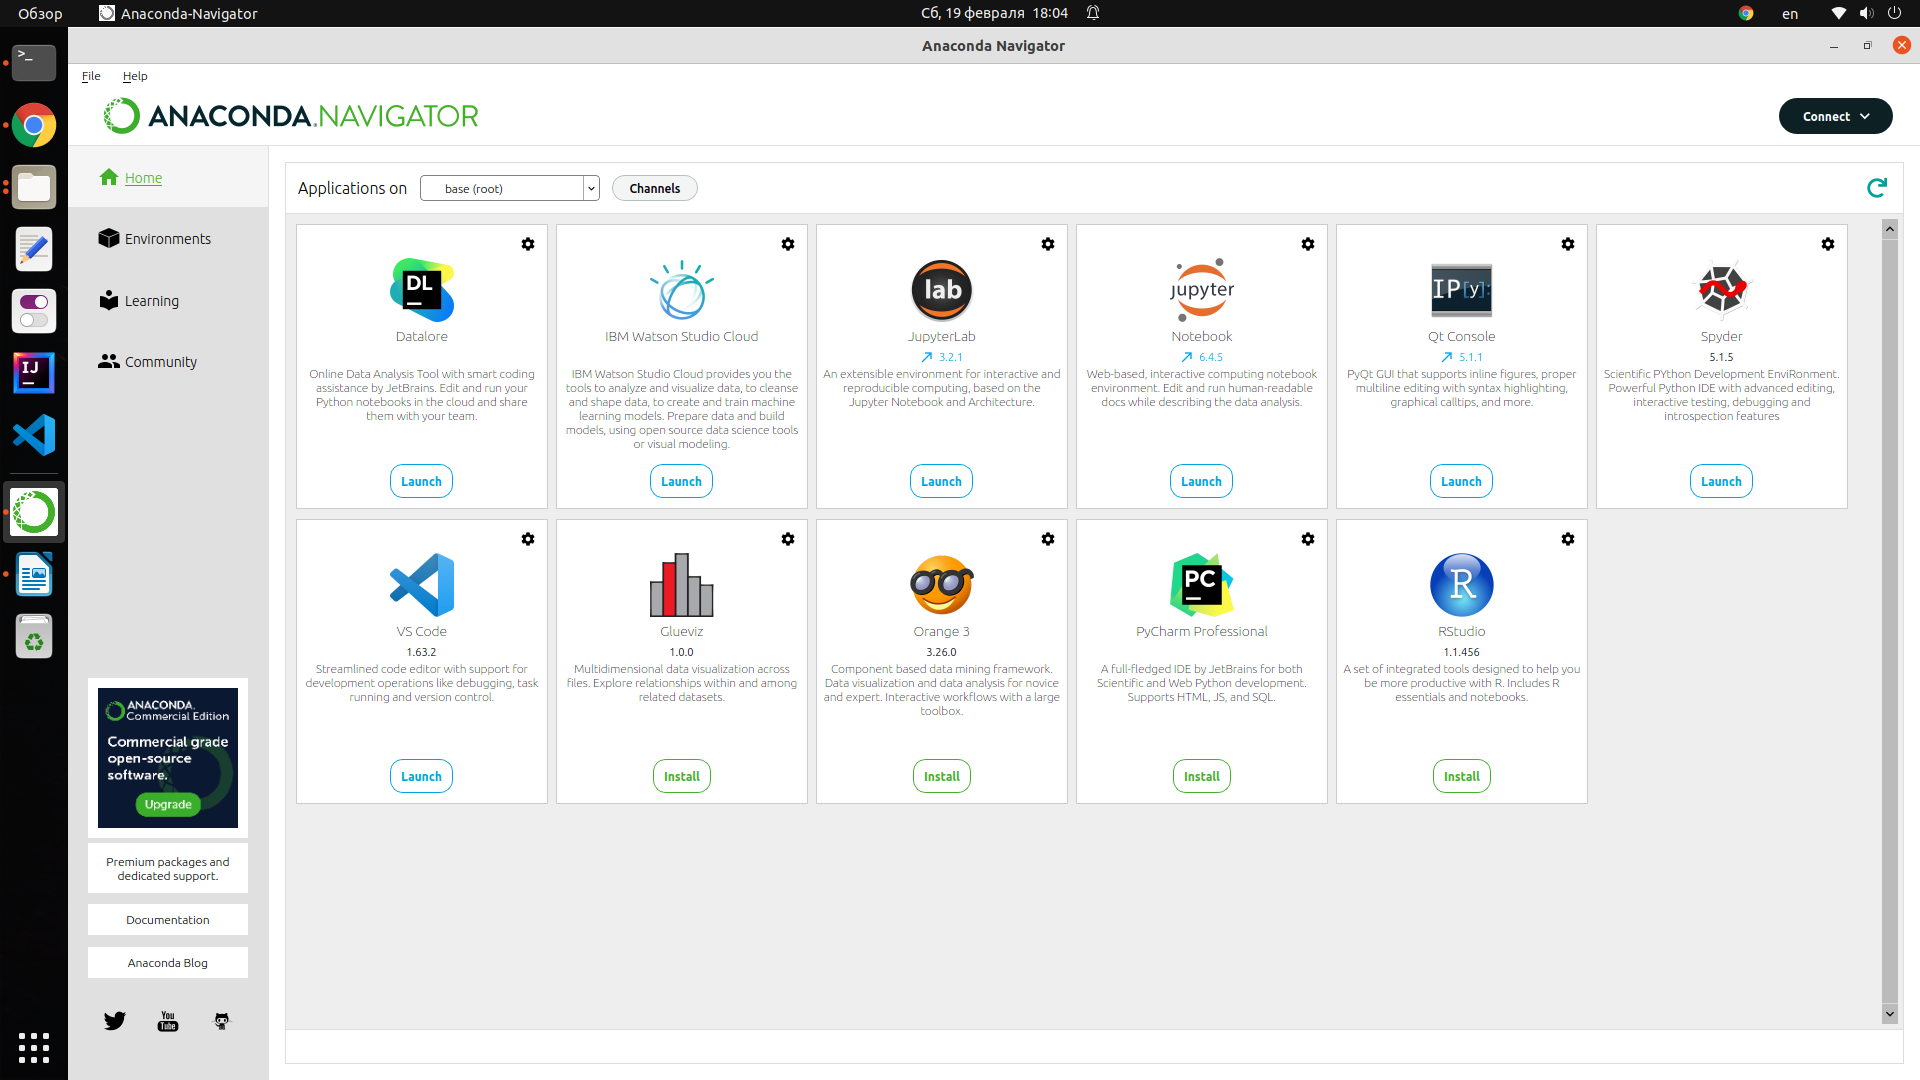 Обзор
Anaconda-Navigator
Сб, 19 февраля 18:04
en
Anaconda Navigator
File
Help
ANACONDA.NAVIGATOR
Connect
Home
Environments
Learning
Community
ANACONDA.
Commercial Edition
Commercial grade
open-source
software.
Upgrade
Premium packages and
dedicated support.
Documentation
Anaconda Blog
You
Tube
Applications on
base (root)
Channels
DL
Datalore
Online Data Analysis Tool with smart coding
assistance by JetBrains. Edit and run your
Python notebooks in the cloud and share
them with your team.
Launch
IBM Watson Studio Cloud
IBM Watson Studio Cloud provides you the
tools to analyze and visualize data, to cleanse
and shape data, to create and train machine
learning models. Prepare data and build
models, using open source data science tools
or visual modeling.
Launch
lab
JupyterLab
3.2.1
An extensible environment for interactive and
reproducible computing, based on the
Jupyter Notebook and Architecture.
Launch
jupyter
Notebook
6.4.5
Web-based, interactive computing notebook
environment. Edit and run human-readable
docs while describing the data analysis.
Launch
IP[y]:
Qt Console
5.1.1
PyQt GUI that supports inline figures, proper
multiline editing with syntax highlighting,
graphical calltips, and more.
Launch
Spyder
5.1.5
Scientific PYthon Development EnviRonment.
Powerful Python IDE with advanced editing,
interactive testing, debugging and
introspection features
Launch
VS Code
1.63.2
Streamlined code editor with support for
development operations like debugging, task
running and version control.
Launch
Glueviz
1.0.0
Multidimensional data visualization across
files. Explore relationships within and among
related datasets.
Install
Orange 3
3.26.0
Component based data mining framework.
Data visualization and data analysis for novice
and expert. Interactive workflows with a large
toolbox.
Install
PC
PyCharm Professional
A full-fledged IDE by JetBrains for both
Scientific and Web Python development.
Supports HTML, JS, and SQL.
Install
R
RStudio
1.1.456
A set of integrated tools designed to help you
be more productive with R. Includes R
essentials and notebooks.
Install
>_
IJ